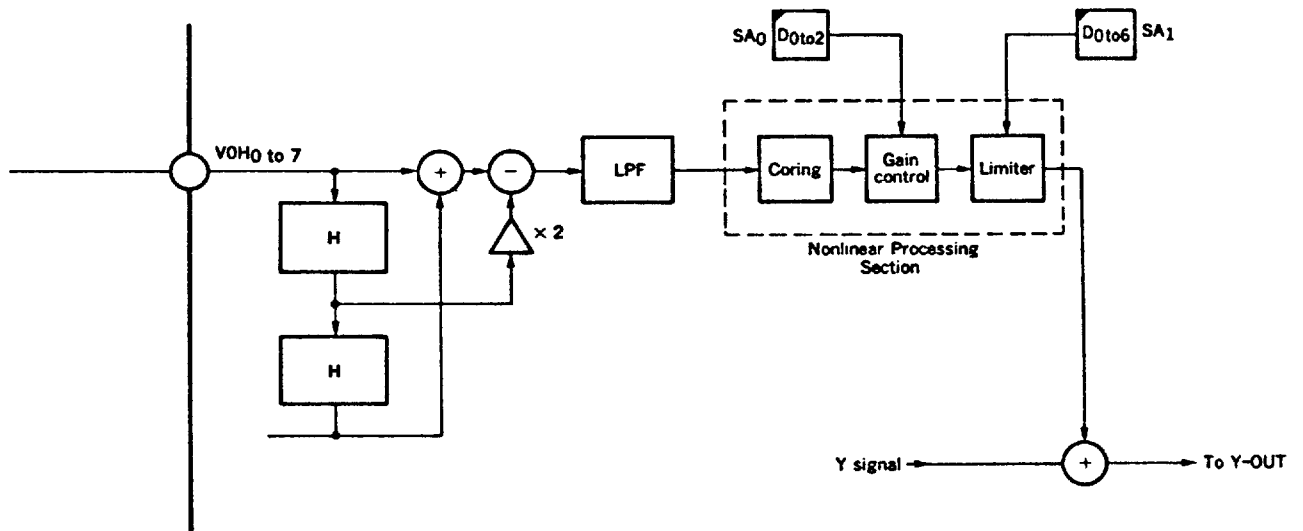 SA0 D0to2
D0to6 SA1
VOH0 to 7
+
−
LPF
Coring
Gain
control
Limiter
H
× 2
Nonlinear Processing
Section
H
Y signal
+
To Y-OUT